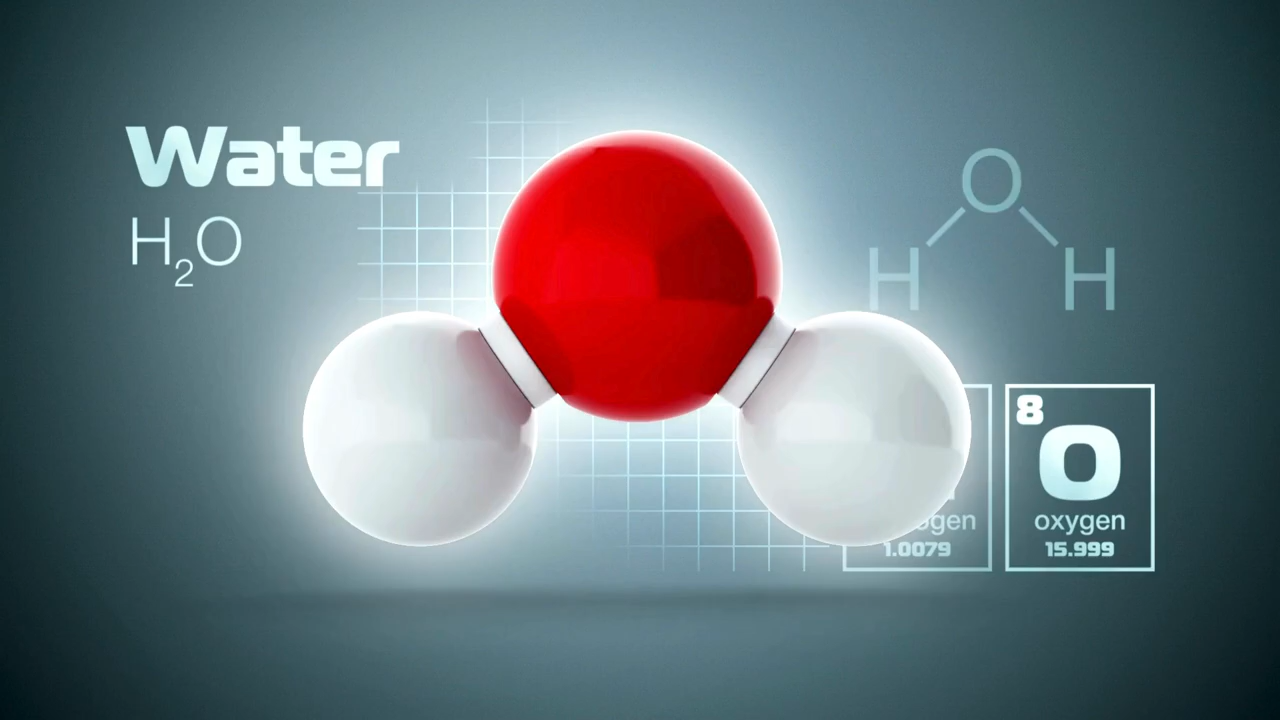 Water
H₂O
O
H H
8
O
oxygen
15.999
1.0079